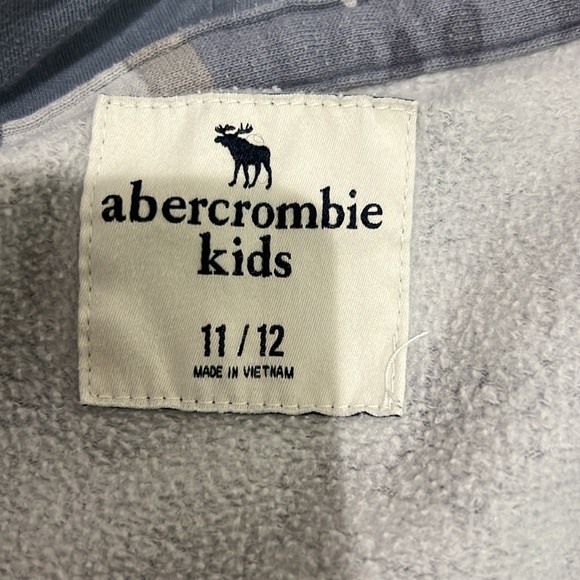 abercrombie
kids
11 / 12
MADE IN VIETNAM